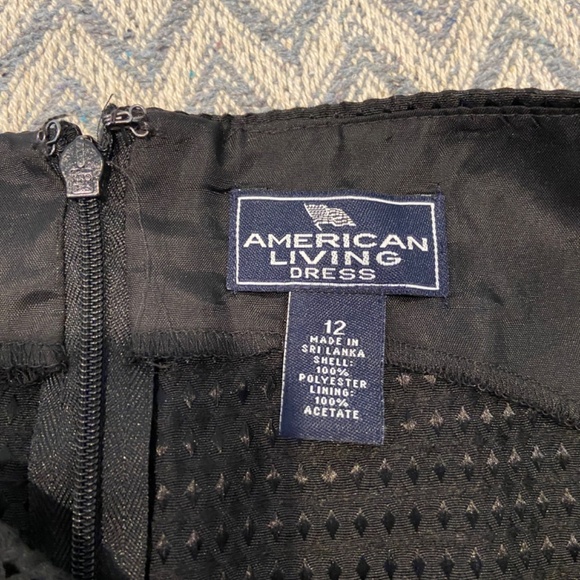 AMERICAN
LIVING
DRESS
12
MADE IN
SRI LANKA
SHELL:
100%
POLYESTER
LINING:
100%
ACETATE